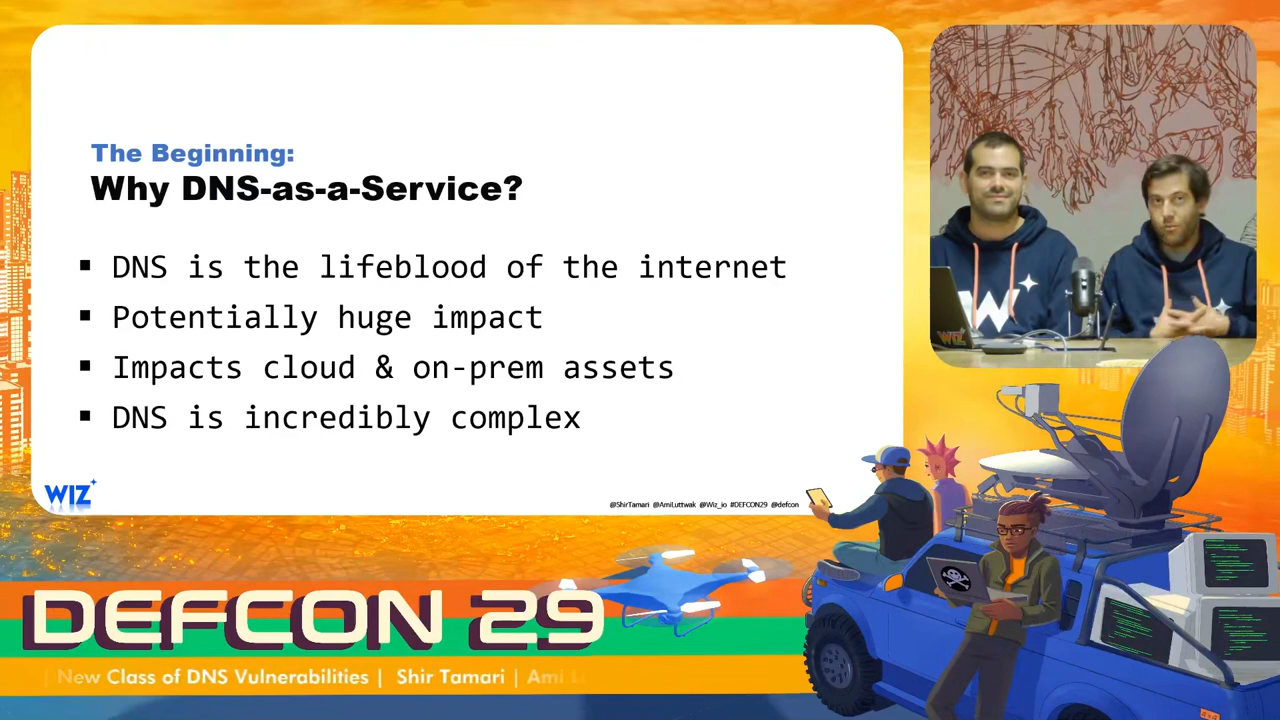 The Beginning:
Why DNS-as-a-Service?
▪ DNS is the lifeblood of the internet
▪ Potentially huge impact
▪ Impacts cloud & on-prem assets
▪ DNS is incredibly complex
WIZ
@ShirTamari @AmiLuttwak @Wiz_io #DEFCON29 @defcon
W
WIZ
DEFCON 29
| New Class of DNS Vulnerabilities | Shir Tamari | Ami L